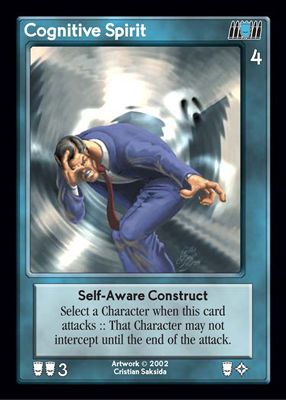 Cognitive Spirit
4
Self-Aware Construct
Select a Character when this card
attacks :: That Character may not
intercept until the end of the attack.
3
Artwork © 2002
Cristian Saksida